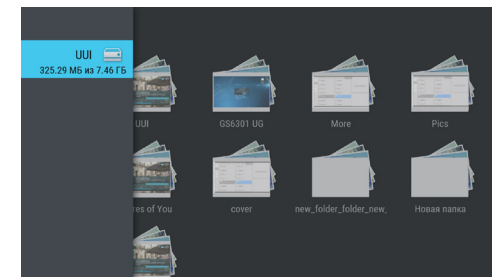 UUI
325.29 МБ из 7.46 ГБ
UUI
GS6301 UG
More
Pics
res of You
cover
new_folder_folder_new_
Новая папка